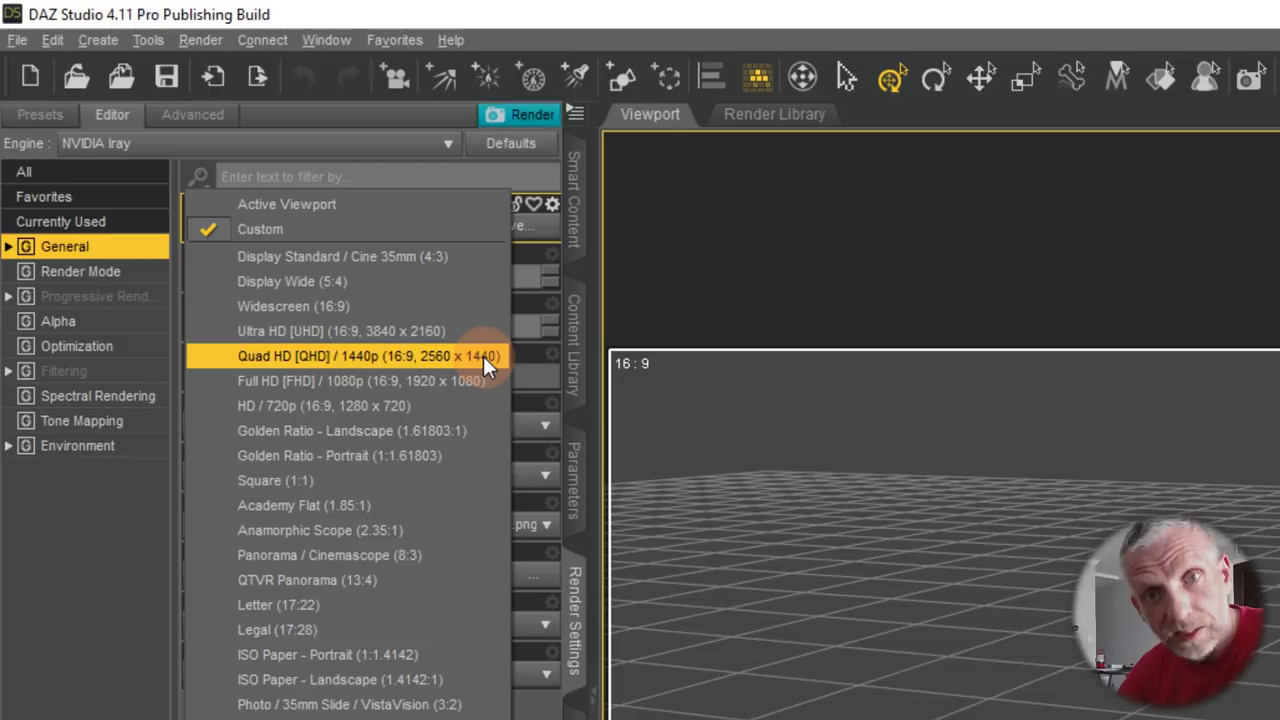 DAZ Studio 4.11 Pro Publishing Build
File Edit Create Tools Render Connect Window Favorites Help
Presets Editor Advanced Render Viewport Render Library
Engine : NVIDIA Iray Defaults
All
Enter text to filter by...
Favorites
Currently Used
General
Render Mode
Progressive Rend...
Alpha
Optimization
Filtering
Spectral Rendering
Tone Mapping
Environment
Active Viewport
Custom
Display Standard / Cine 35mm (4:3)
Display Wide (5:4)
Widescreen (16:9)
Ultra HD [UHD] (16:9, 3840 x 2160)
Quad HD [QHD] / 1440p (16:9, 2560 x 1440)
Full HD [FHD] / 1080p (16:9, 1920 x 1080)
HD / 720p (16:9, 1280 x 720)
Golden Ratio - Landscape (1.61803:1)
Golden Ratio - Portrait (1:1.61803)
Square (1:1)
Academy Flat (1.85:1)
Anamorphic Scope (2.35:1)
Panorama / Cinemascope (8:3)
QTVR Panorama (13:4)
Letter (17:22)
Legal (17:28)
ISO Paper - Portrait (1:1.4142)
ISO Paper - Landscape (1.4142:1)
Photo / 35mm Slide / VistaVision (3:2)
ve...
.png
...
Smart Content
Content Library
Parameters
Render Settings
16 : 9